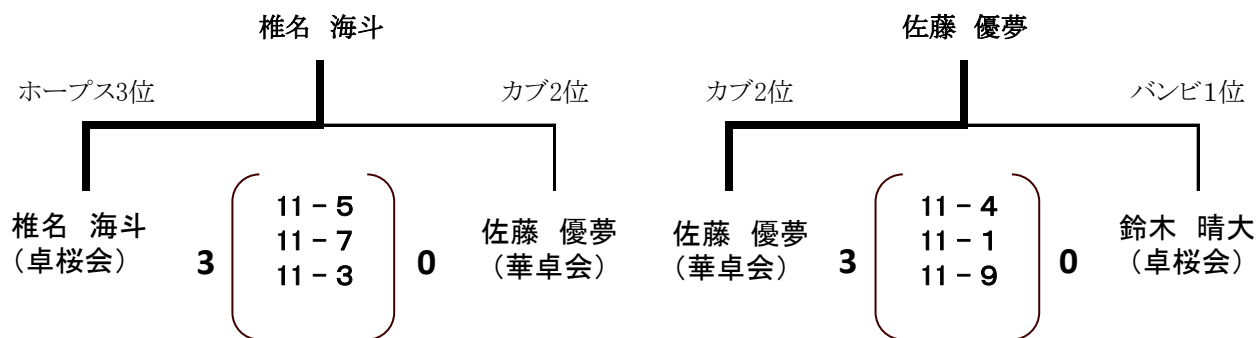 椎名 海斗
ホープス3位
カブ2位
椎名 海斗
(卓桜会)
3
11－5
11－7
11－3
0
佐藤 優夢
(華卓会)
佐藤 優夢
カブ2位
バンビ1位
佐藤 優夢
(華卓会)
3
11－4
11－1
11－9
0
鈴木 晴大
(卓桜会)